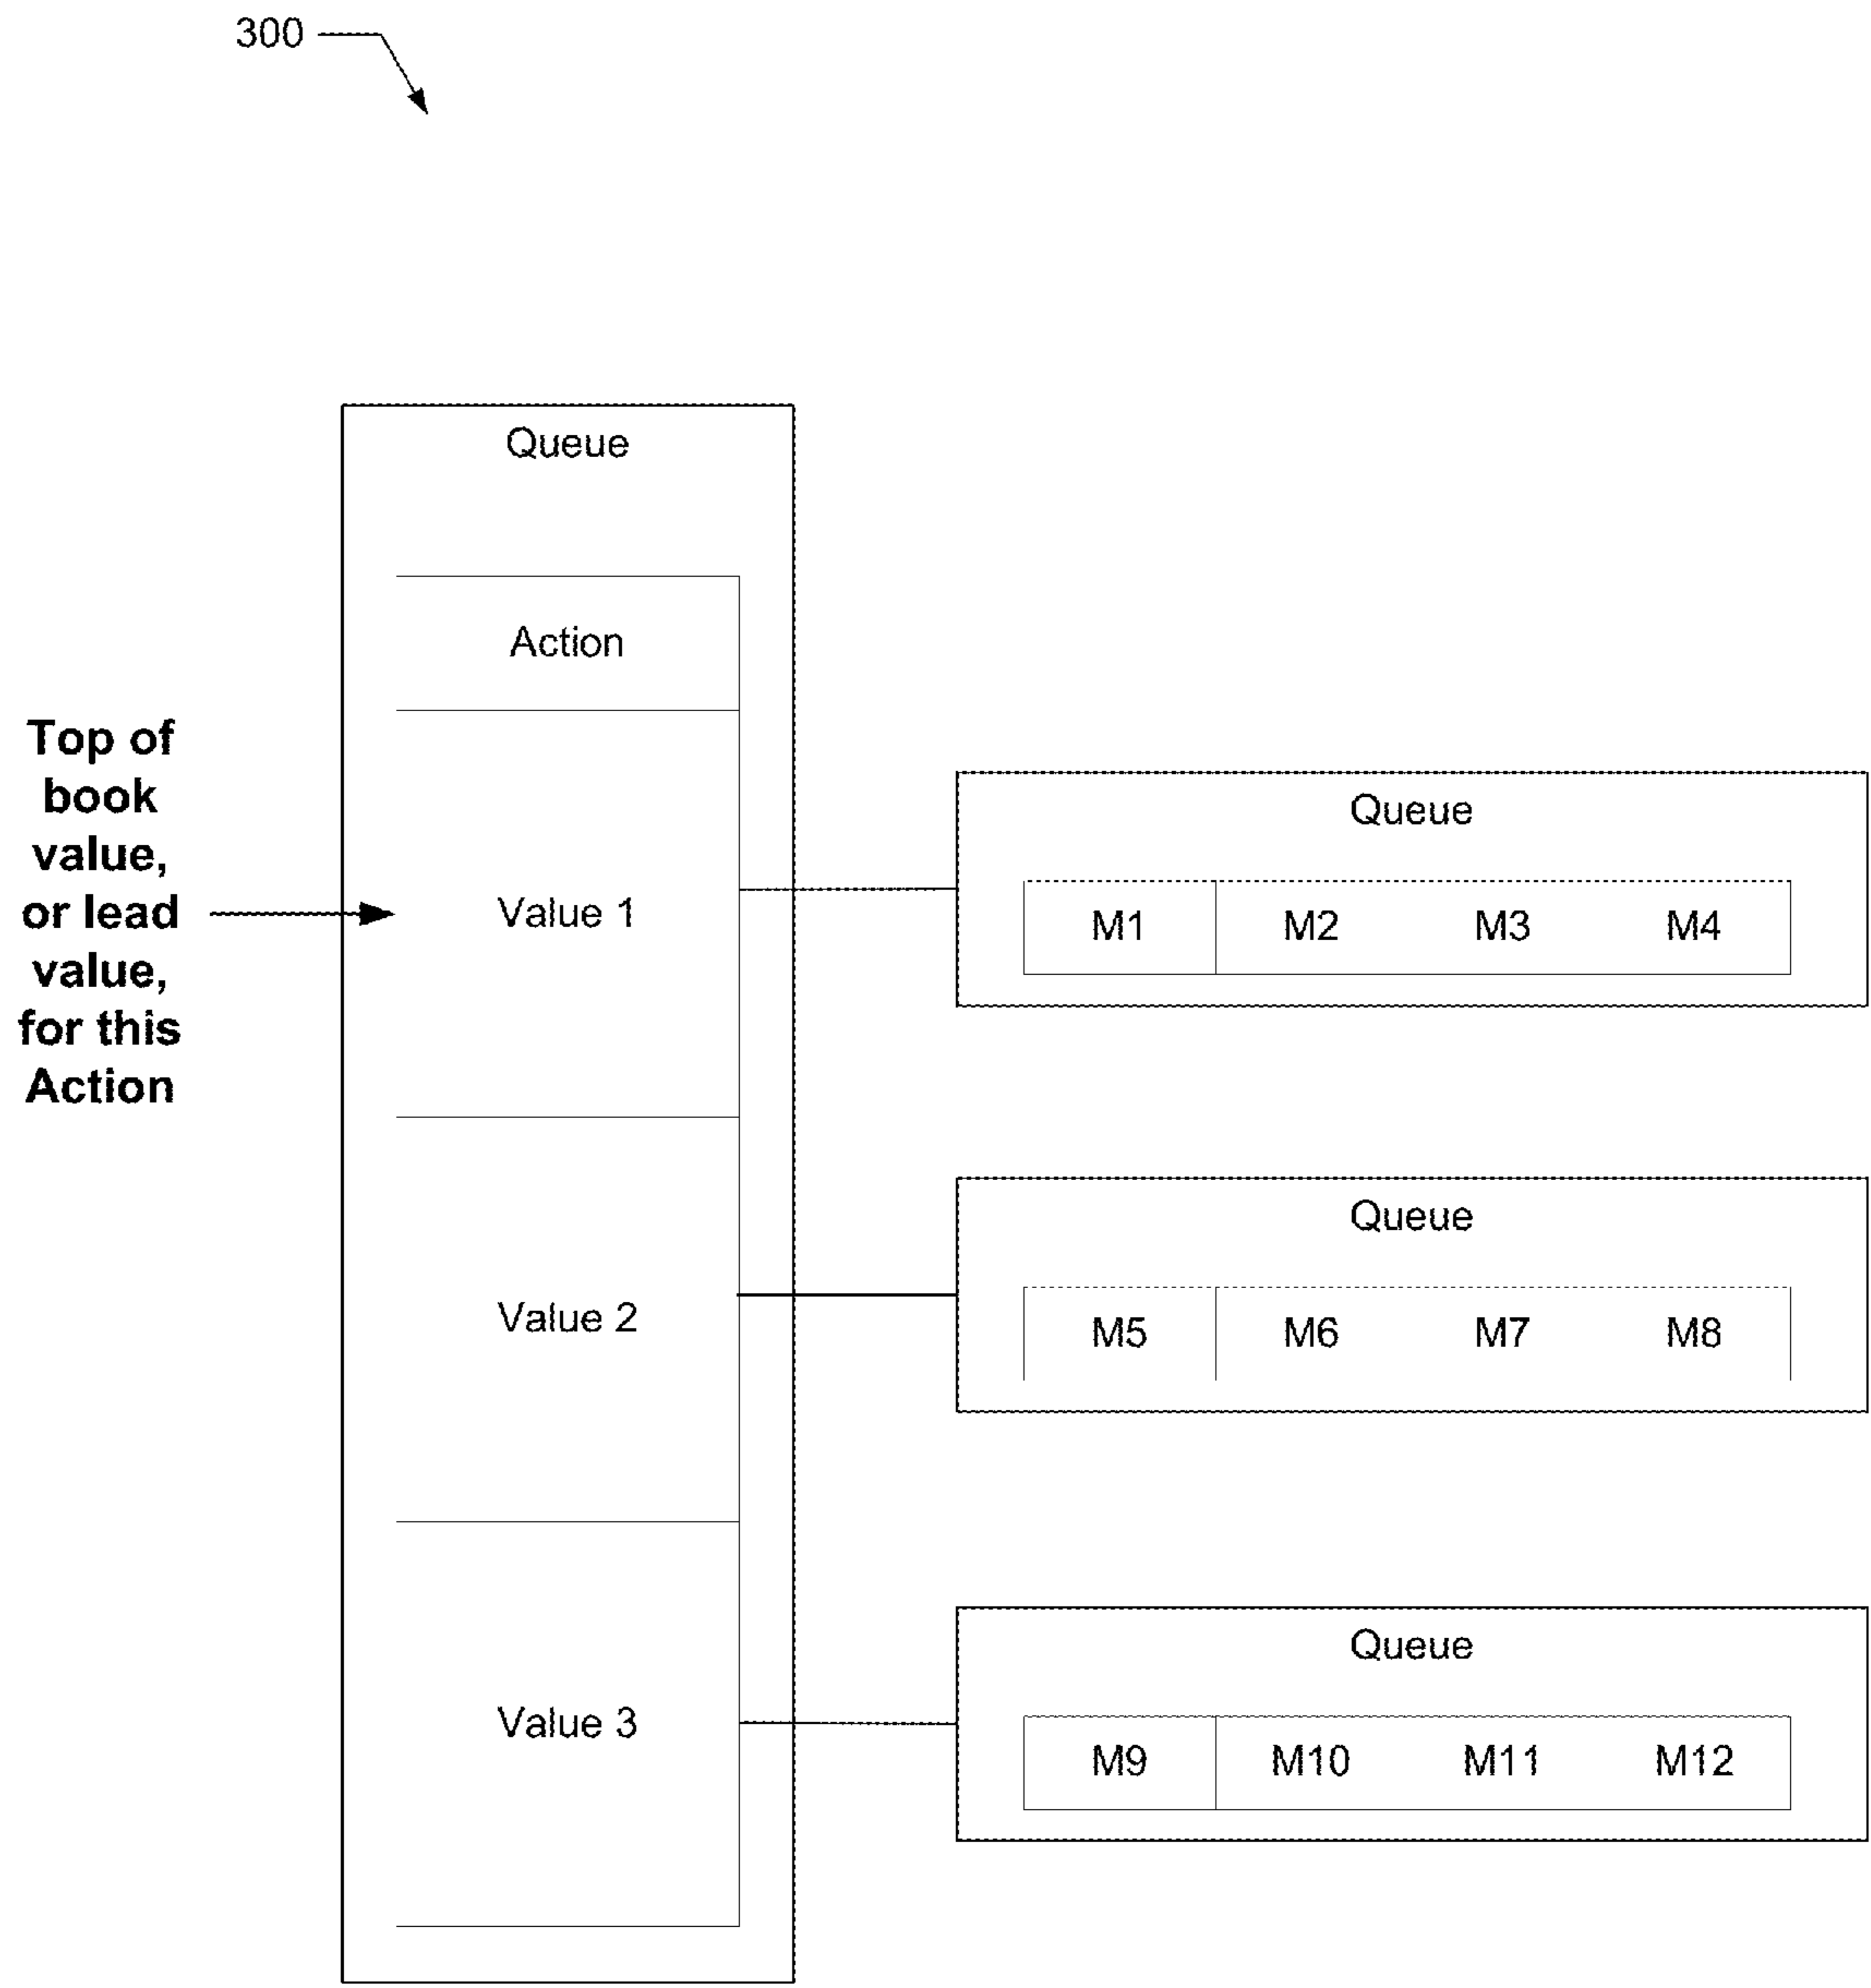 300
Queue
Action
Top of
book
value,
or lead
value,
for this
Action
Value 1
Queue
M1 M2 M3 M4
Value 2
Queue
M5 M6 M7 M8
Value 3
Queue
M9 M10 M11 M12